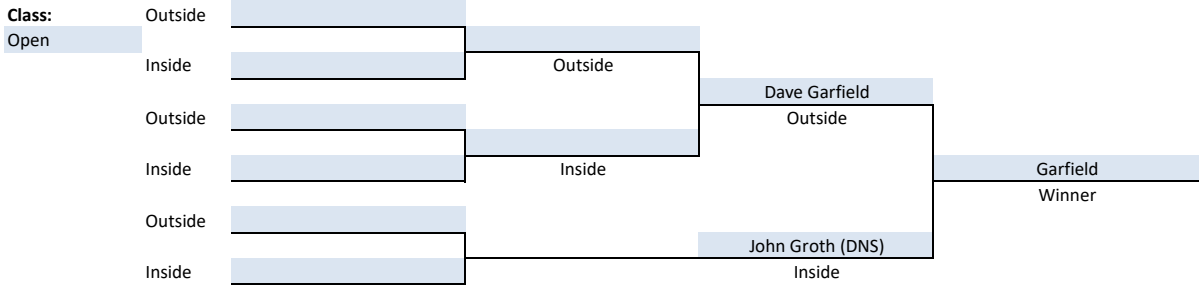 Class:
Outside
Open
Inside
Outside
Dave Garfield
Outside
Outside
Inside
Inside
Garfield
Winner
Outside
John Groth (DNS)
Inside
Inside